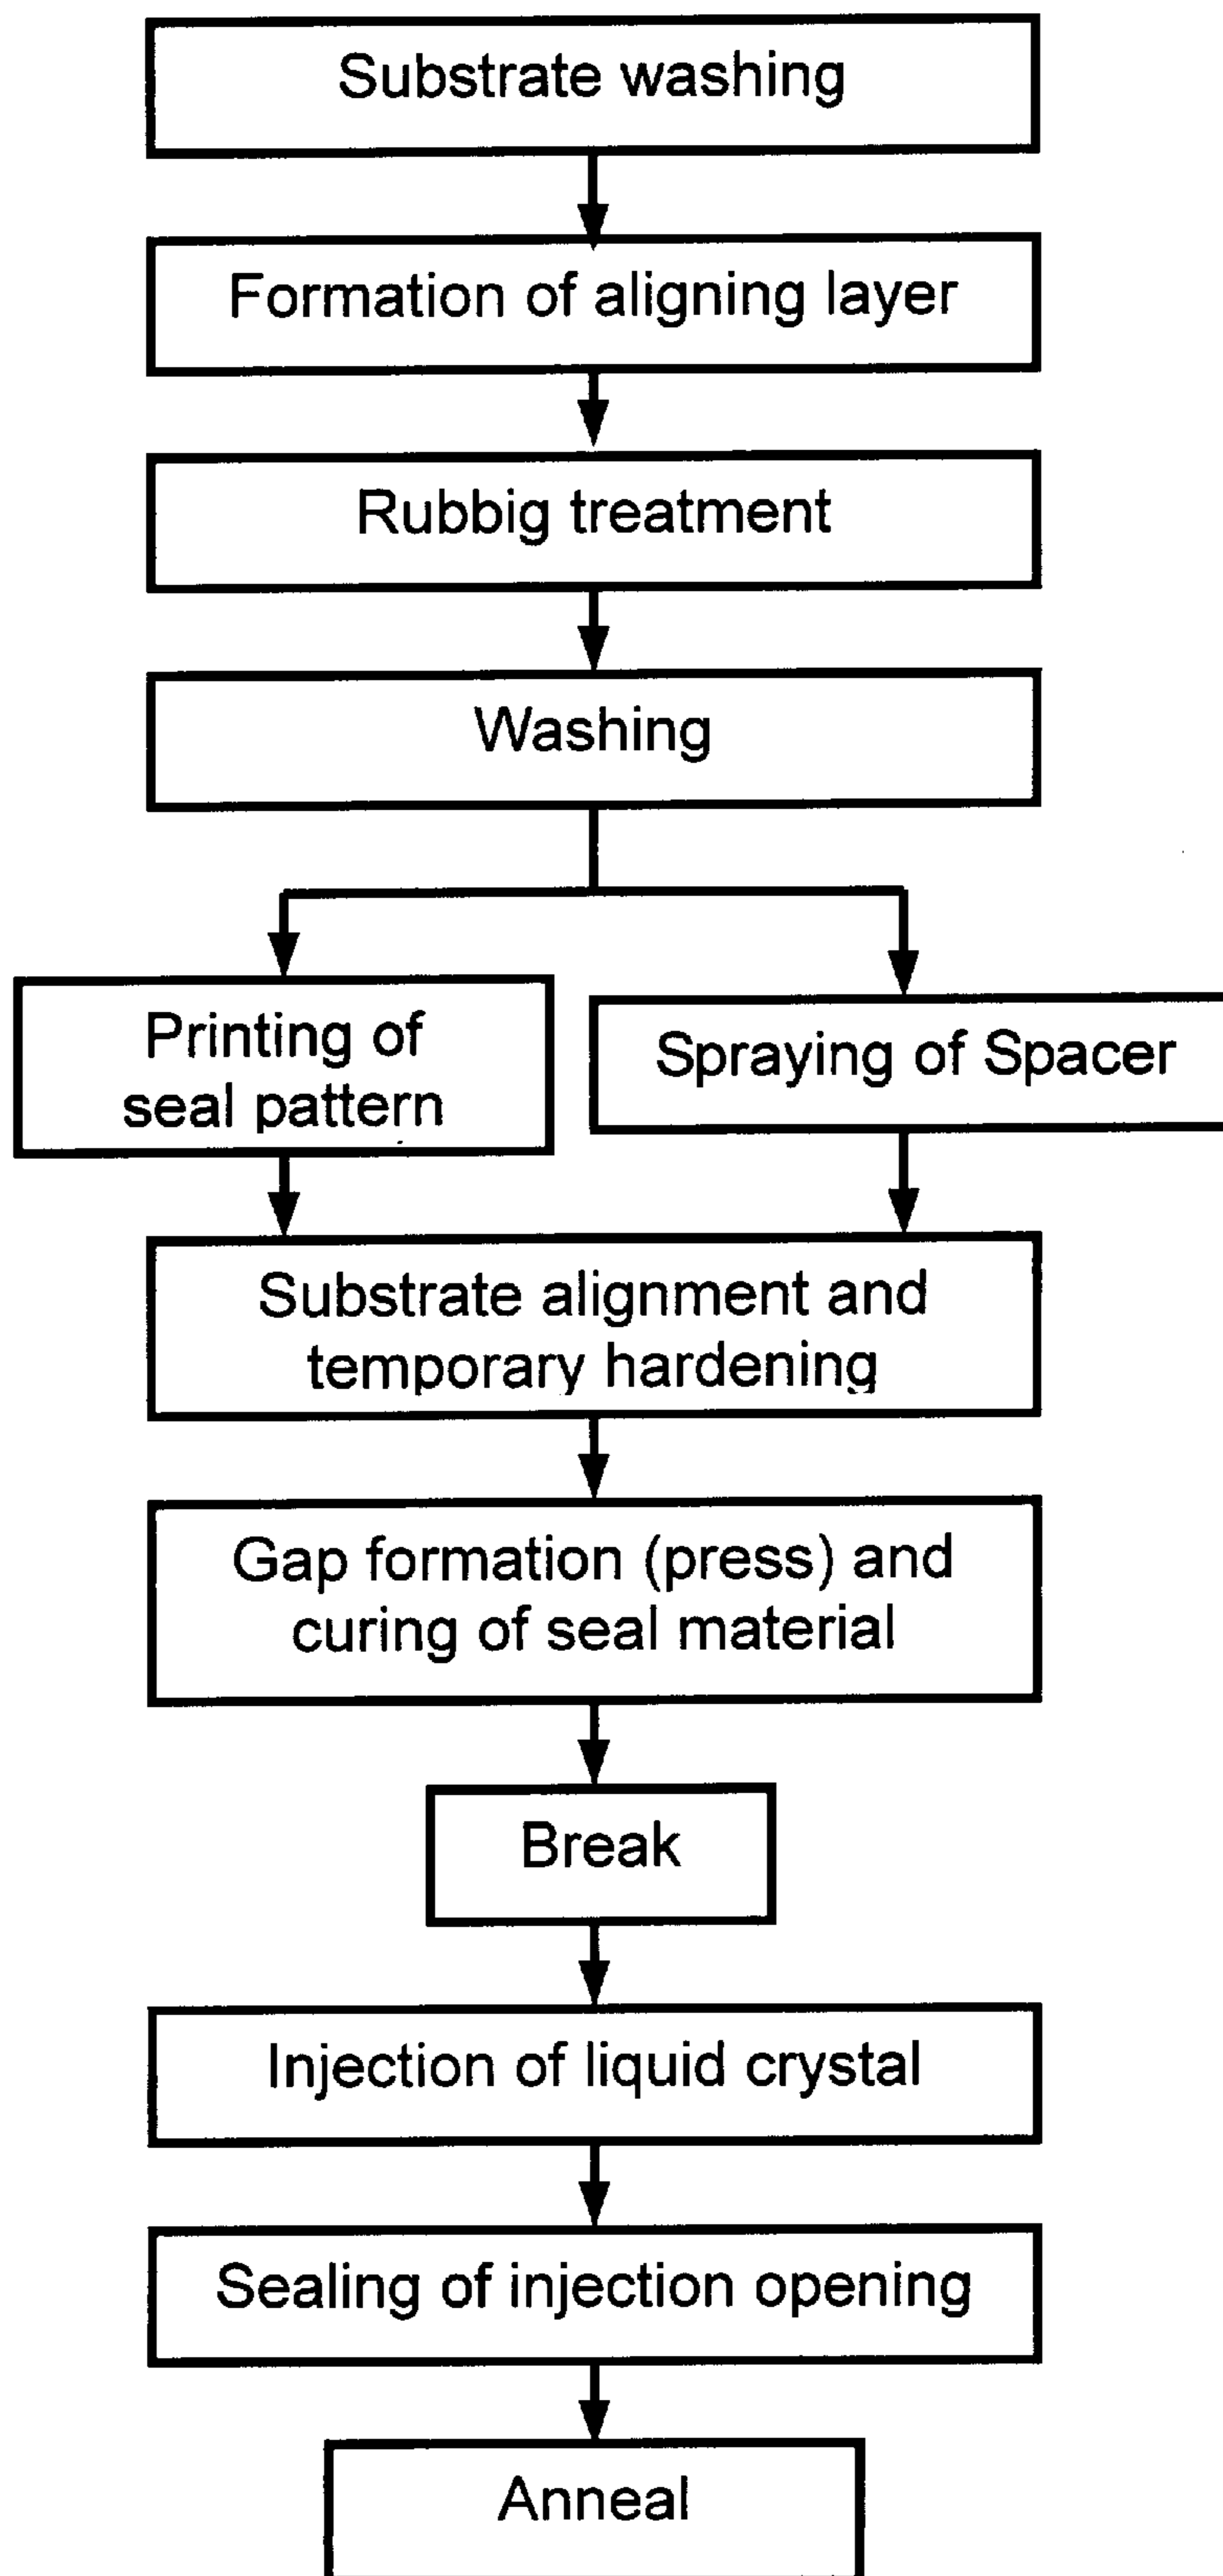 Substrate washing
Formation of aligning layer
Rubbig treatment
Washing
Printing of
seal pattern
Spraying of Spacer
Substrate alignment and
temporary hardening
Gap formation (press) and
curing of seal material
Break
Injection of liquid crystal
Sealing of injection opening
Anneal